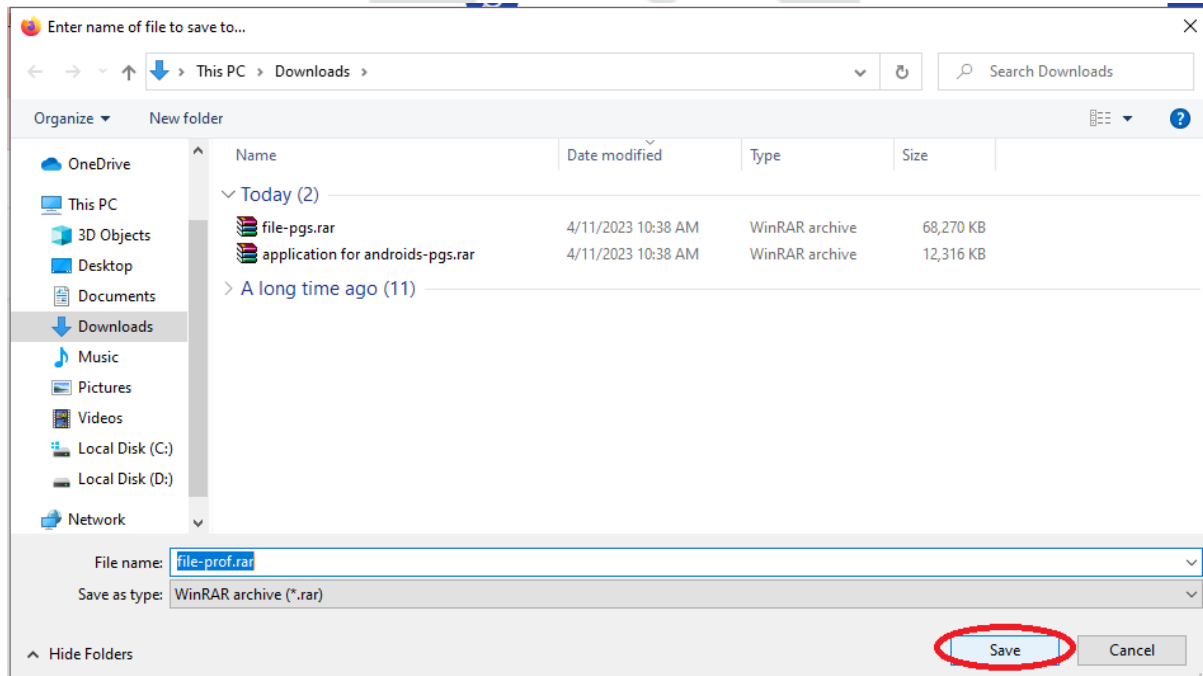 Enter name of file to save to...
This PC > Downloads >
Search Downloads
Organize
New folder
Name Date modified Type Size
OneDrive
This PC
3D Objects
Desktop
Documents
Downloads
Music
Pictures
Videos
Local Disk (C:)
Local Disk (D:)
Network
Today (2)
file-pgs.rar 4/11/2023 10:38 AM WinRAR archive 68,270 KB
application for androids-pgs.rar 4/11/2023 10:38 AM WinRAR archive 12,316 KB
A long time ago (11)
File name: file-prof.rar
Save as type: WinRAR archive (*.rar)
Hide Folders
Save
Cancel